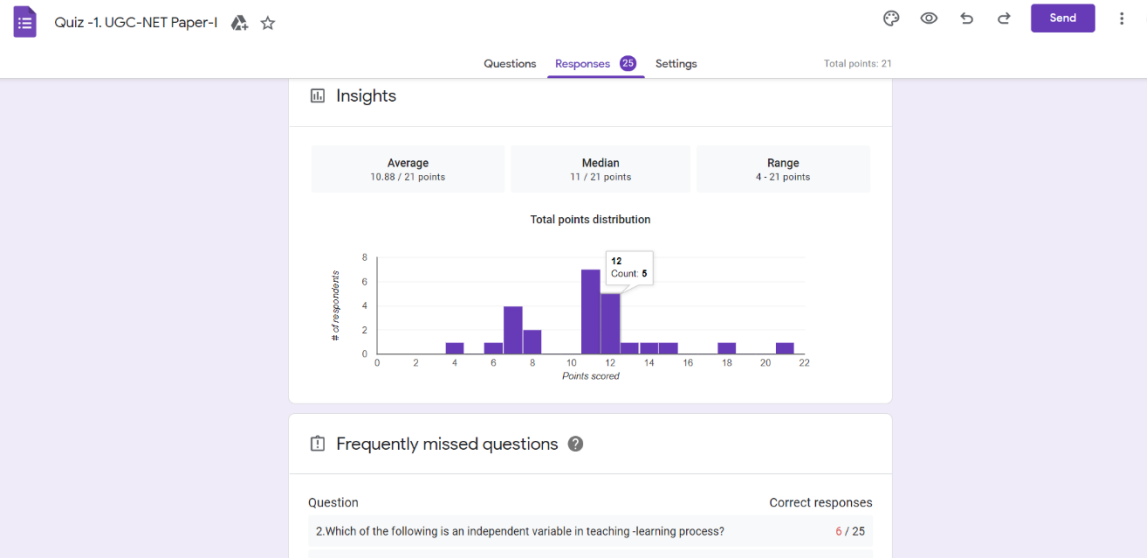 Quiz -1. UGC-NET Paper-I
Send
Questions Responses 25 Settings Total points: 21
Insights
Average Median Range
10.88 / 21 points 11 / 21 points 4 - 21 points
Total points distribution
# of respondents
8
6
4
2
0
12
Count: 5
0 2 4 6 8 10 12 14 16 18 20 22
Points scored
Frequently missed questions
Question Correct responses
2.Which of the following is an independent variable in teaching -learning process? 6 / 25